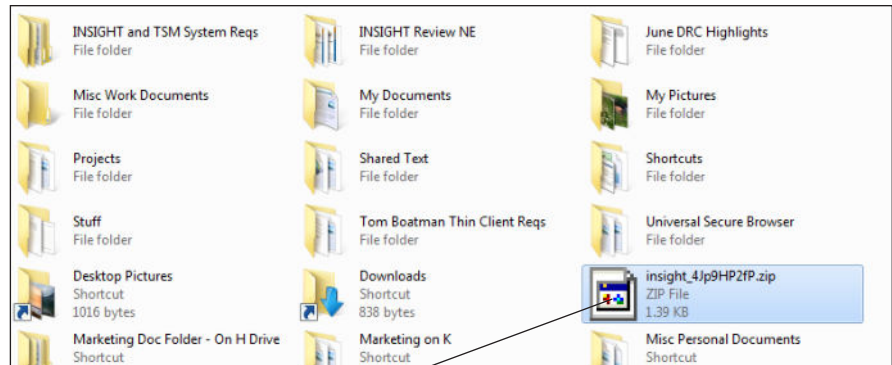 INSIGHT and TSM System Reqs
File folder
INSIGHT Review NE
File folder
June DRC Highlights
File folder
Misc Work Documents
File folder
My Documents
File folder
My Pictures
File folder
Projects
File folder
Shared Text
File folder
Shortcuts
File folder
Stuff
File folder
Tom Boatman Thin Client Reqs
File folder
Universal Secure Browser
File folder
Desktop Pictures
Shortcut
1016 bytes
Downloads
Shortcut
838 bytes
insight_4Jp9HP2fP.zip
ZIP File
1.39 KB
Marketing Doc Folder - On H Drive
Shortcut
Marketing on K
Shortcut
Misc Personal Documents
Shortcut